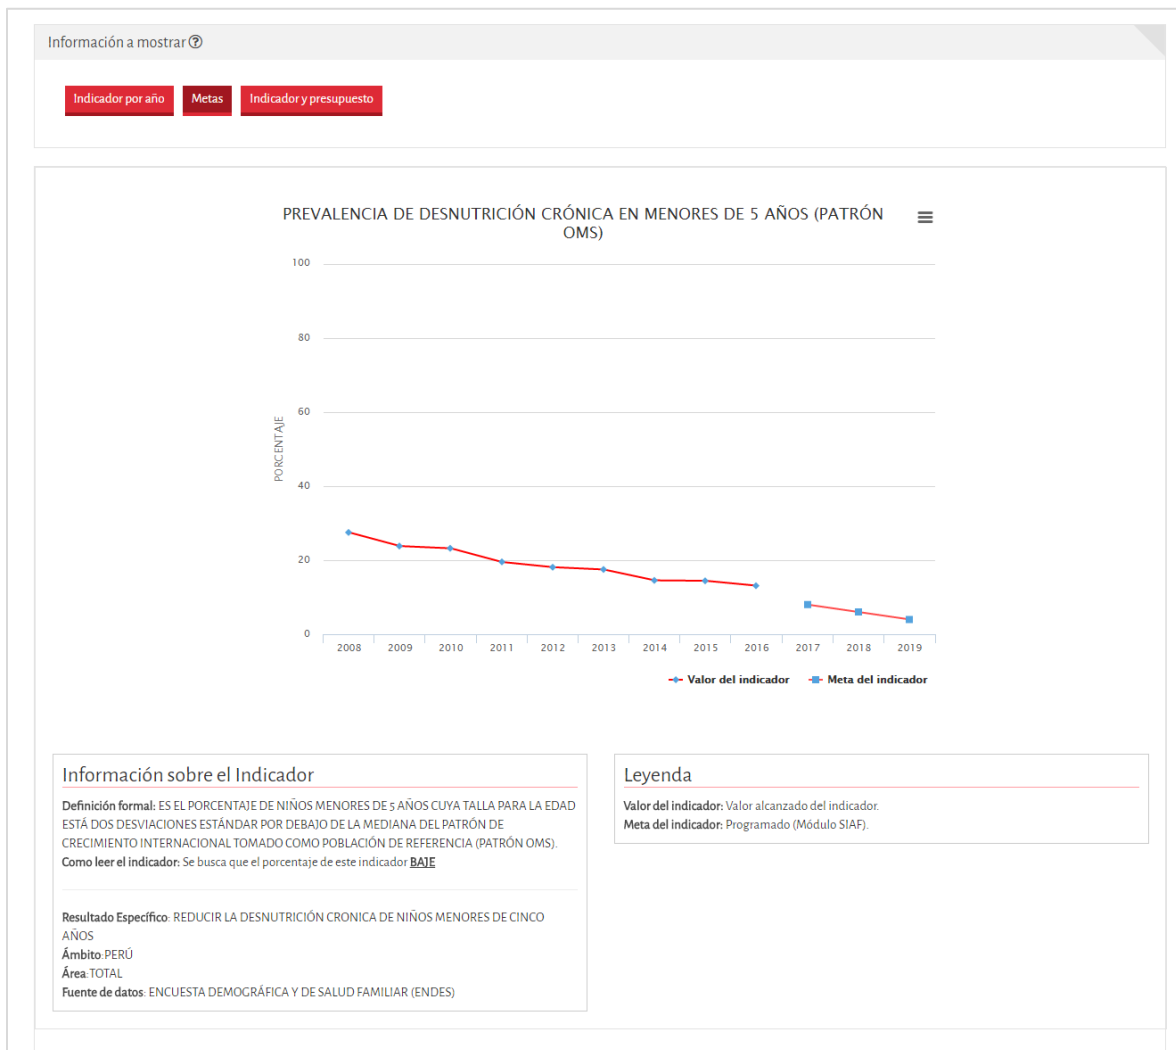 Información a mostrar
Indicador por año
Metas
Indicador y presupuesto
PREVALENCIA DE DESNUTRICIÓN CRÓNICA EN MENORES DE 5 AÑOS (PATRÓN
OMS)
PORCENTAJE
100
80
60
40
20
0
2008 2009 2010 2011 2012 2013 2014 2015 2016 2017 2018 2019
Valor del indicador Meta del indicador
Información sobre el Indicador
Definición formal: ES EL PORCENTAJE DE NIÑOS MENORES DE 5 AÑOS CUYA TALLA PARA LA EDAD
ESTÁ DOS DESVIACIONES ESTÁNDAR POR DEBAJO DE LA MEDIANA DEL PATRÓN DE
CRECIMIENTO INTERNACIONAL TOMADO COMO POBLACIÓN DE REFERENCIA (PATRÓN OMS).
Como leer el indicador: Se busca que el porcentaje de este indicador BAJE
Resultado Específico: REDUCIR LA DESNUTRICIÓN CRONICA DE NIÑOS MENORES DE CINCO
AÑOS
Ámbito:PERÚ
Área:TOTAL
Fuente de datos: ENCUESTA DEMOGRÁFICA Y DE SALUD FAMILIAR (ENDES)
Leyenda
Valor del indicador: Valor alcanzado del indicador.
Meta del indicador: Programado (Módulo SIAF).